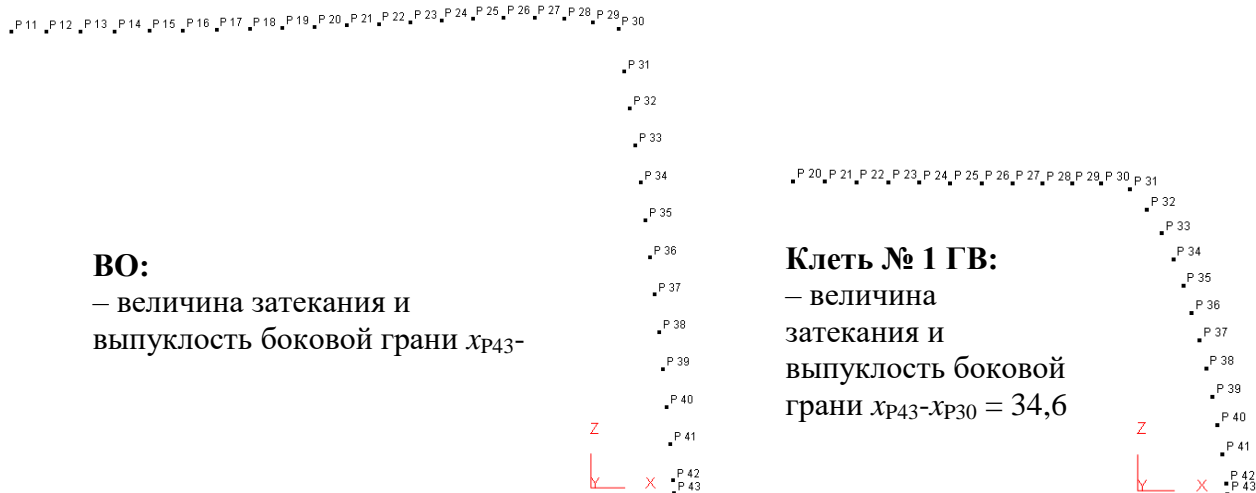 P 11 P 12 P 13 P 14 P 15 P 16 P 17 P 18 P 19 P 20 P 21 P 22 P 23 P 24 P 25 P 26 P 27 P 28 P 29 P 30
P 31
P 32
P 33
P 34
P 35
P 36
P 37
P 38
P 39
P 40
P 41
P 42
P 43
ВО:
– величина затекания и
выпуклость боковой грани xP43-
Z
Y X
P 20 P 21 P 22 P 23 P 24 P 25 P 26 P 27 P 28 P 29 P 30
P 31
P 32
P 33
P 34
P 35
P 36
P 37
P 38
P 39
P 40
P 41
P 42
P 43
Клеть № 1 ГВ:
– величина
затекания и
выпуклость боковой
грани xP43-xP30 = 34,6
Z
Y X